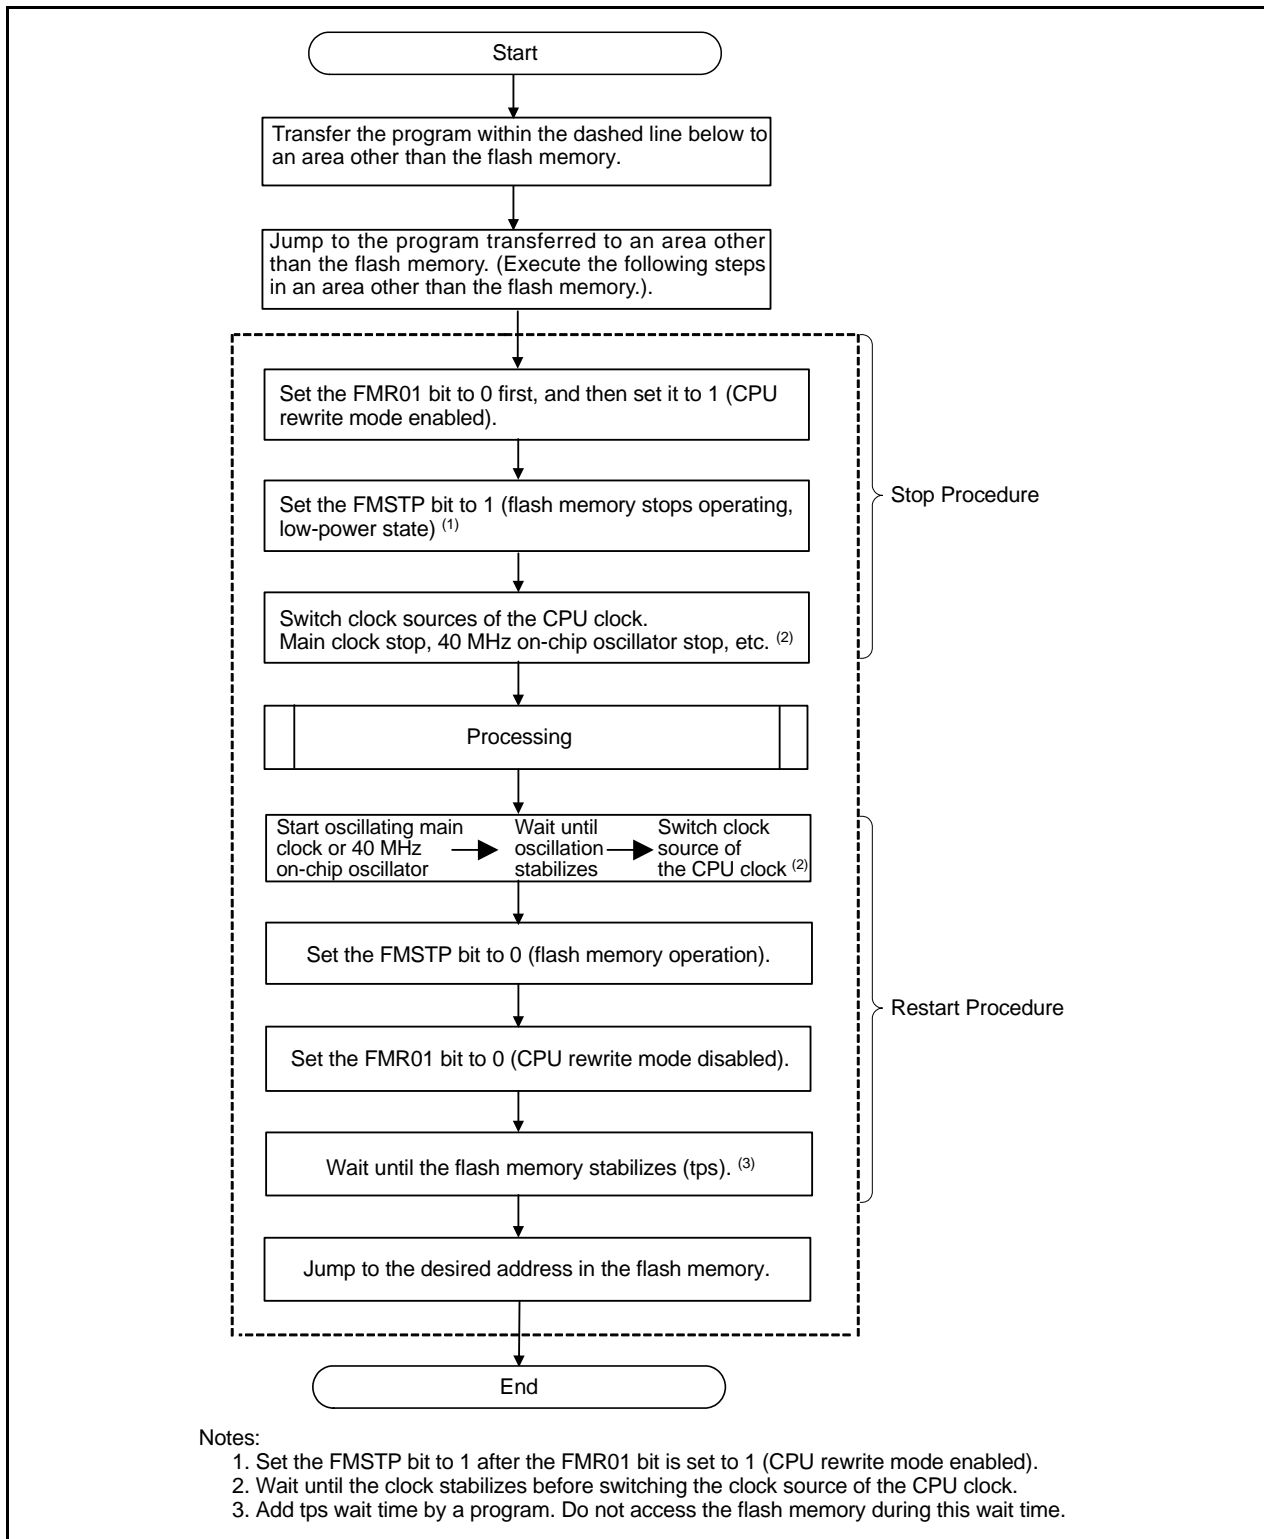 Start
Transfer the program within the dashed line below to
an area other than the flash memory.
Jump to the program transferred to an area other
than the flash memory. (Execute the following steps
in an area other than the flash memory.).
Set the FMR01 bit to 0 first, and then set it to 1 (CPU
rewrite mode enabled).
Set the FMSTP bit to 1 (flash memory stops operating,
low-power state) (1)
Switch clock sources of the CPU clock.
Main clock stop, 40 MHz on-chip oscillator stop, etc. (2)
Stop Procedure
Processing
Start oscillating main
clock or 40 MHz
on-chip oscillator
Wait until
oscillation
stabilizes
Switch clock
source of
the CPU clock (2)
Set the FMSTP bit to 0 (flash memory operation).
Set the FMR01 bit to 0 (CPU rewrite mode disabled).
Wait until the flash memory stabilizes (tps). (3)
Restart Procedure
Jump to the desired address in the flash memory.
End
Notes:
1. Set the FMSTP bit to 1 after the FMR01 bit is set to 1 (CPU rewrite mode enabled).
2. Wait until the clock stabilizes before switching the clock source of the CPU clock.
3. Add tps wait time by a program. Do not access the flash memory during this wait time.